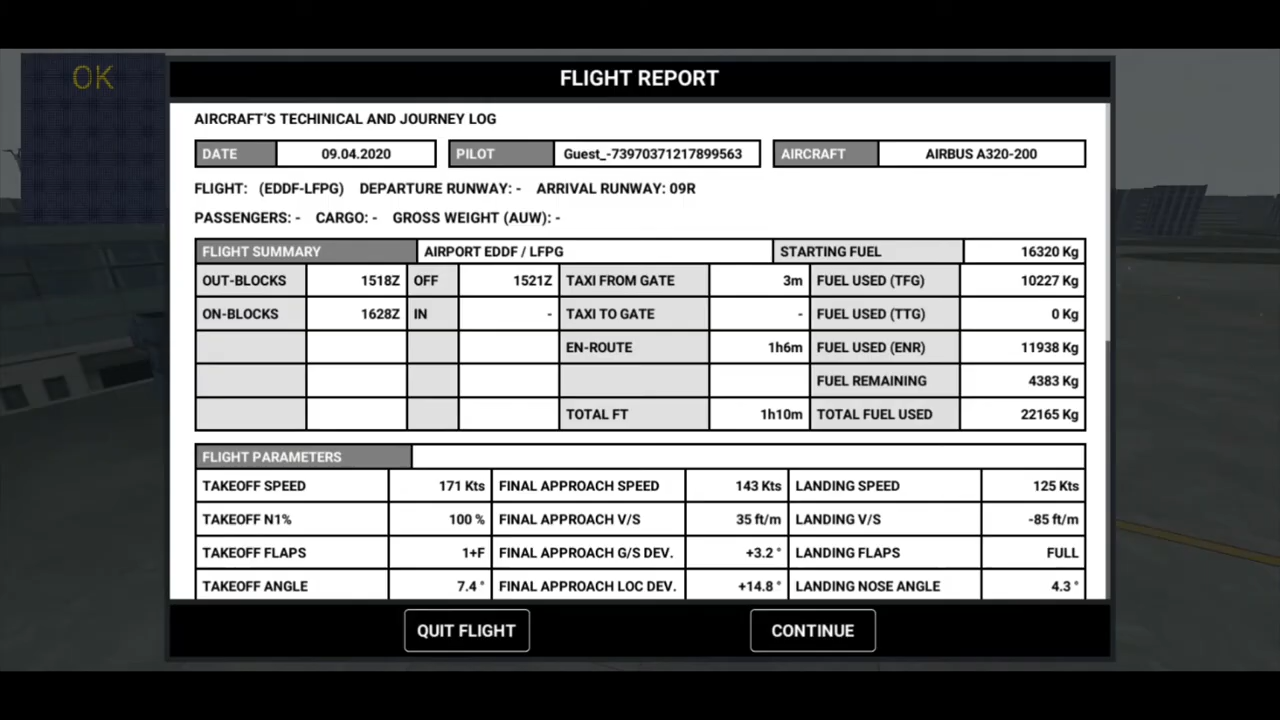 OK
FLIGHT REPORT
AIRCRAFT'S TECHINICAL AND JOURNEY LOG
DATE 09.04.2020 PILOT Guest_-73970371217899563 AIRCRAFT AIRBUS A320-200
FLIGHT: (EDDF-LFPG) DEPARTURE RUNWAY: - ARRIVAL RUNWAY: 09R
PASSENGERS: - CARGO: - GROSS WEIGHT (AUW): -
FLIGHT SUMMARY AIRPORT EDDF / LFPG STARTING FUEL 16320 Kg
OUT-BLOCKS 1518Z OFF 1521Z TAXI FROM GATE 3m FUEL USED (TFG) 10227 Kg
ON-BLOCKS 1628Z IN - TAXI TO GATE - FUEL USED (TTG) 0 Kg
EN-ROUTE 1h6m FUEL USED (ENR) 11938 Kg
FUEL REMAINING 4383 Kg
TOTAL FT 1h10m TOTAL FUEL USED 22165 Kg
FLIGHT PARAMETERS
TAKEOFF SPEED 171 Kts FINAL APPROACH SPEED 143 Kts LANDING SPEED 125 Kts
TAKEOFF N1% 100 % FINAL APPROACH V/S 35 ft/m LANDING V/S -85 ft/m
TAKEOFF FLAPS 1+F FINAL APPROACH G/S DEV. +3.2 ° LANDING FLAPS FULL
TAKEOFF ANGLE 7.4 ° FINAL APPROACH LOC DEV. +14.8 ° LANDING NOSE ANGLE 4.3 °
QUIT FLIGHT CONTINUE